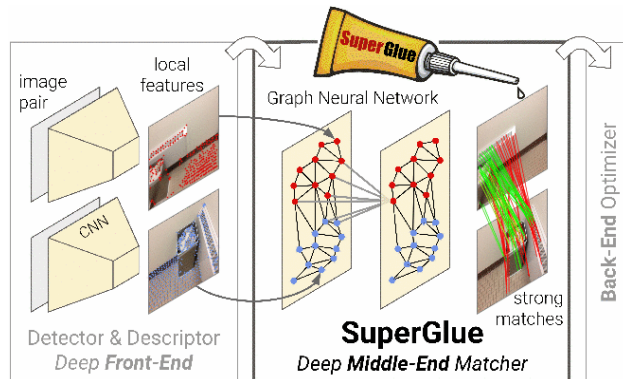 SuperGlue
image
pair
local
features
Graph Neural Network
CNN
strong
matches
Detector & Descriptor
Deep Front-End
SuperGlue
Deep Middle-End Matcher
Back-End Optimizer